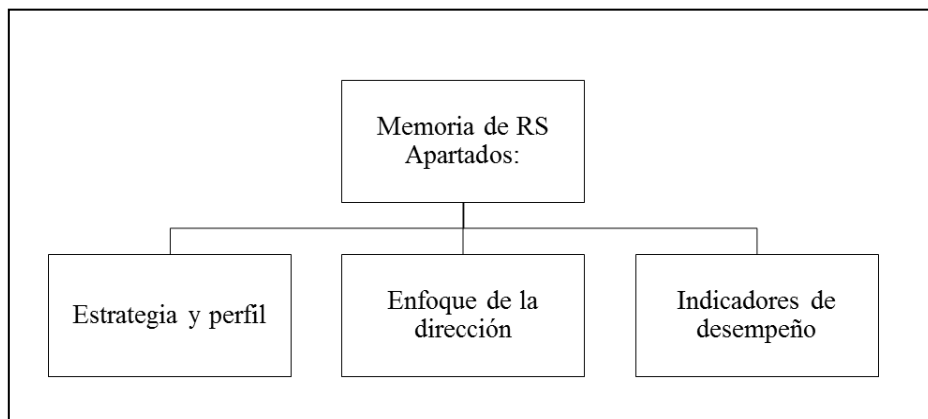 Memoria de RS
Apartados:
Estrategia y perfil
Enfoque de la
dirección
Indicadores de
desempeño